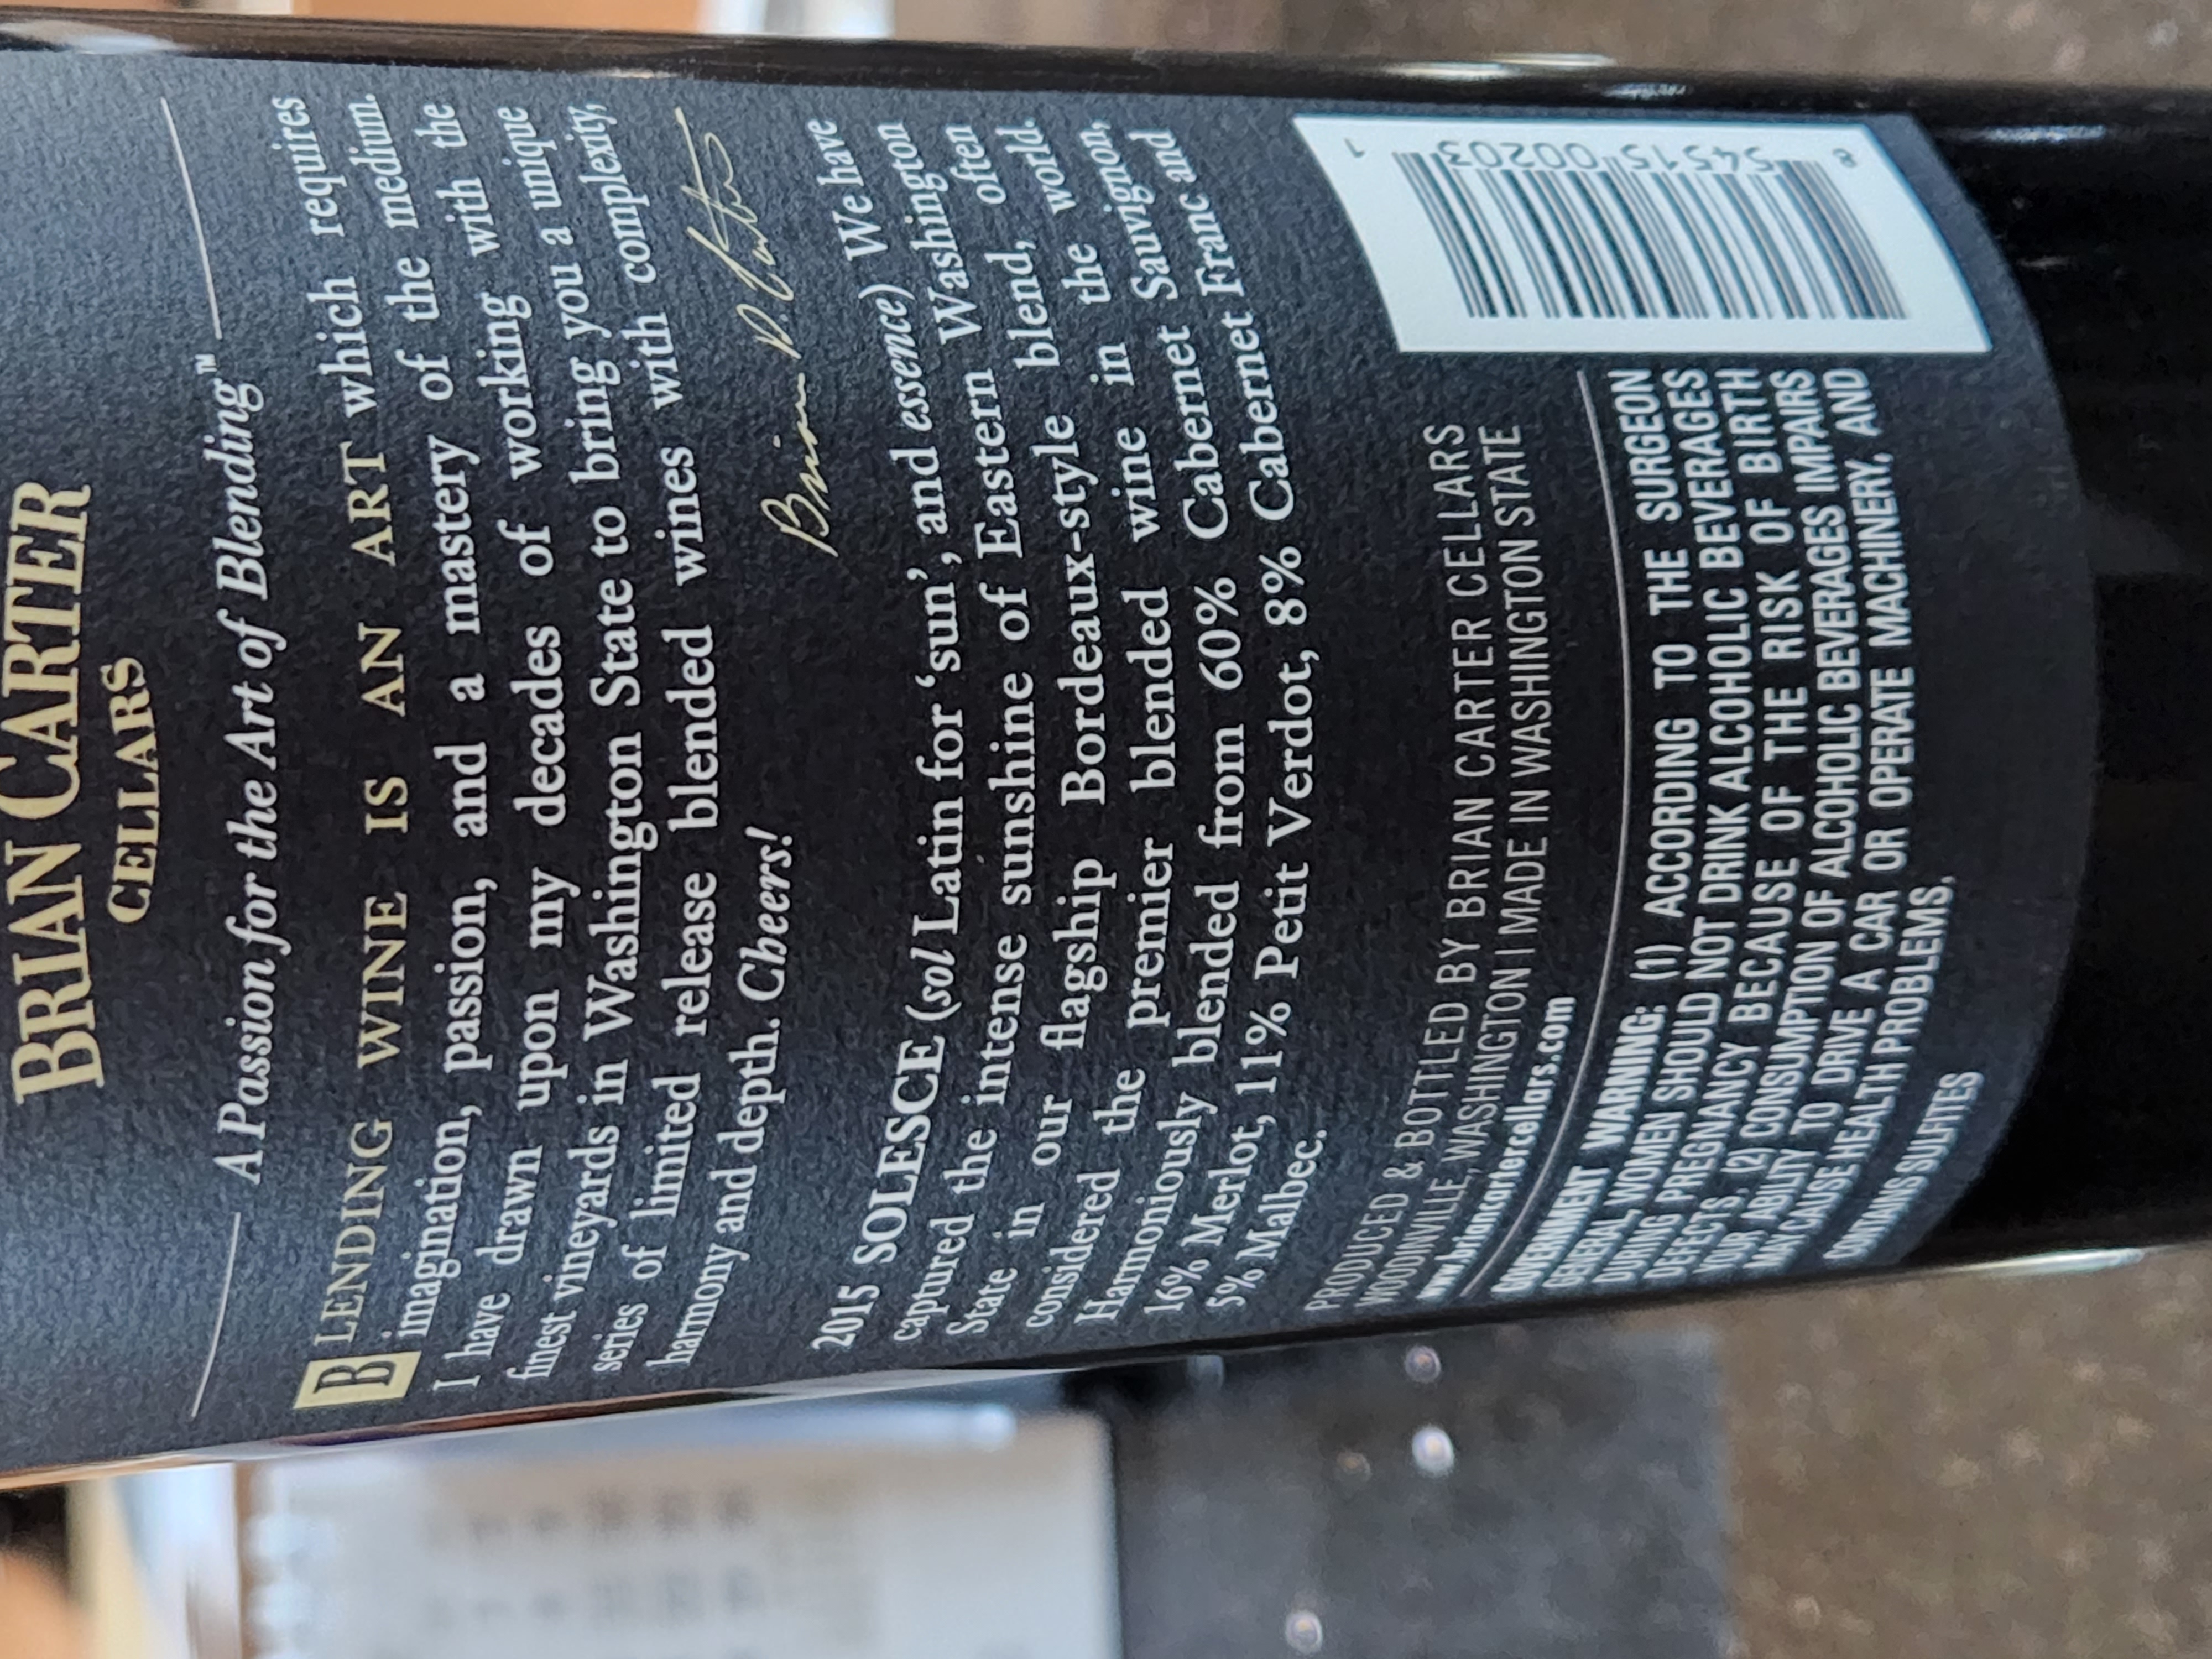 BRIAN CARTER
CELLARS
A Passion for the Art of Blending™
BLENDING WINE IS AN ART which requires
imagination, passion, and a mastery of the medium.
I have drawn upon my decades of working with the
finest vineyards in Washington State to bring you a unique
series of limited release blended wines with complexity,
harmony and depth. Cheers!
Brian D. Carter
2015 SOLESCE (sol Latin for ‘sun’, and essence) We have
captured the intense sunshine of Eastern Washington
State in our flagship Bordeaux-style blend, often
considered the premier blended wine in the world.
Harmoniously blended from 60% Cabernet Sauvignon,
16% Merlot, 11% Petit Verdot, 8% Cabernet Franc and
5% Malbec.
PRODUCED & BOTTLED BY BRIAN CARTER CELLARS
WOODINVILLE, WASHINGTON | MADE IN WASHINGTON STATE
www.briancartercellars.com
GOVERNMENT WARNING: (1) ACCORDING TO THE SURGEON
GENERAL, WOMEN SHOULD NOT DRINK ALCOHOLIC BEVERAGES
DURING PREGNANCY BECAUSE OF THE RISK OF BIRTH
DEFECTS. (2) CONSUMPTION OF ALCOHOLIC BEVERAGES IMPAIRS
YOUR ABILITY TO DRIVE A CAR OR OPERATE MACHINERY, AND
MAY CAUSE HEALTH PROBLEMS.
CONTAINS SULFITES
8 54515 00203 1